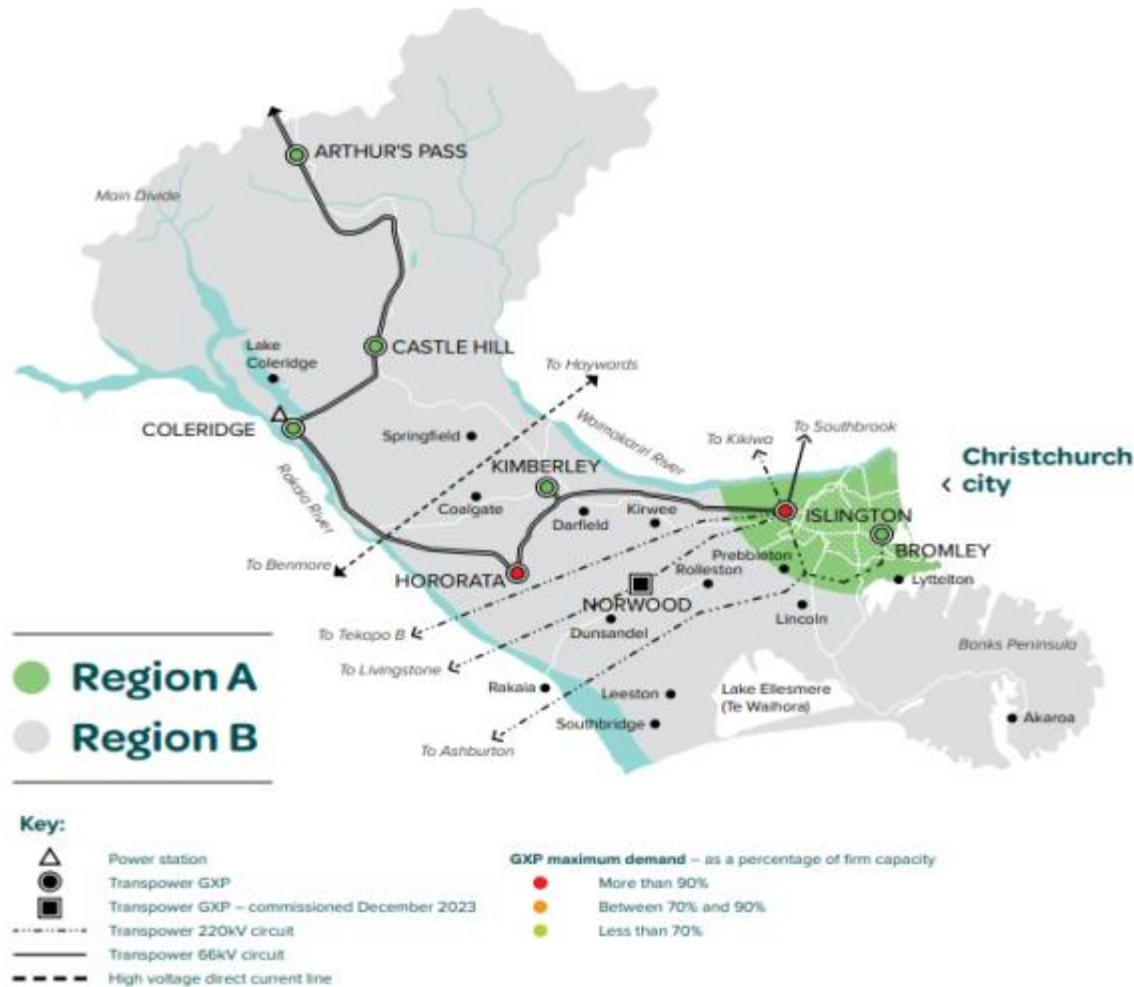 ARTHUR'S PASS
Main Divide
Lake
Coleridge
CASTLE HILL
To Haywards
COLERIDGE
Springfield
Waimakariri River
To Kikiwa
To Southbrook
Christchurch
‹ city
KIMBERLEY
Rakaia River
Coalgate
Darfield
Kirwee
ISLINGTON
BROMLEY
To Benmore
HORORATA
Prebbleton
Rolleston
Lyttelton
NORWOOD
To Tekapo B
Dunsandel
Lincoln
Banks Peninsula
To Livingstone
Rakaia
Leeston
Lake Ellesmere
(Te Waihora)
Southbridge
Akaroa
To Ashburton
Region A
Region B
Key:
Power station
Transpower GXP
Transpower GXP – commissioned December 2023
Transpower 220kV circuit
Transpower 66kV circuit
High voltage direct current line
GXP maximum demand – as a percentage of firm capacity
More than 90%
Between 70% and 90%
Less than 70%